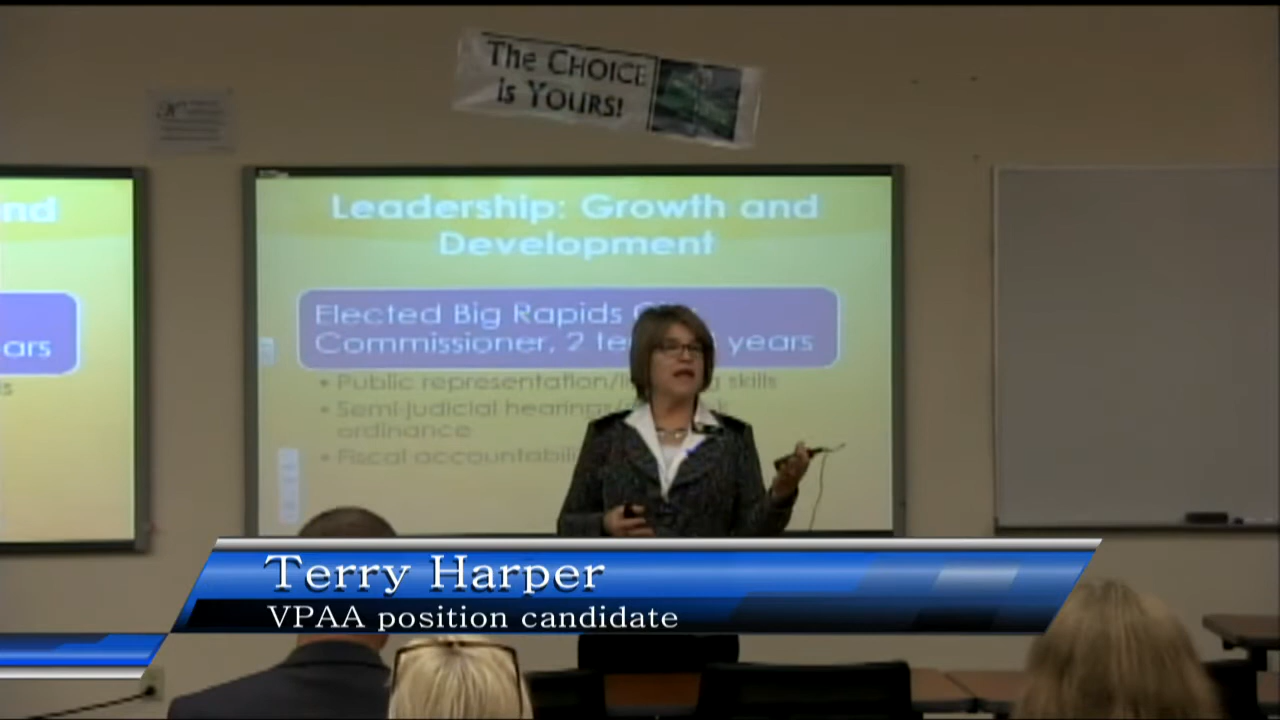 The CHOICE
is YOURS!
nd
ars
Leadership: Growth and
Development
Elected Big Rapids
Commissioner, 2 years
• Public representation/ skills
• Semi-judicial hearings/
ordinance
• Fiscal
Terry Harper
VPAA position candidate